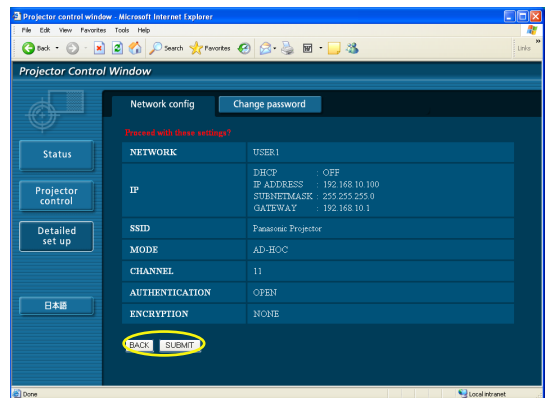 Projector control window - Microsoft Internet Explorer
File Edit View Favorites Tools Help
Back Search Favorites Links
Projector Control Window
Network config Change password
Proceed with these settings?
Status
Projector
control
Detailed
set up
日本語
NETWORK USER1
IP
DHCP : OFF
IP ADDRESS : 192.168.10.100
SUBNETMASK : 255.255.255.0
GATEWAY : 192.168.10.1
SSID Panasonic Projector
MODE AD-HOC
CHANNEL 11
AUTHENTICATION OPEN
ENCRYPTION NONE
BACK SUBMIT
Done Local intranet